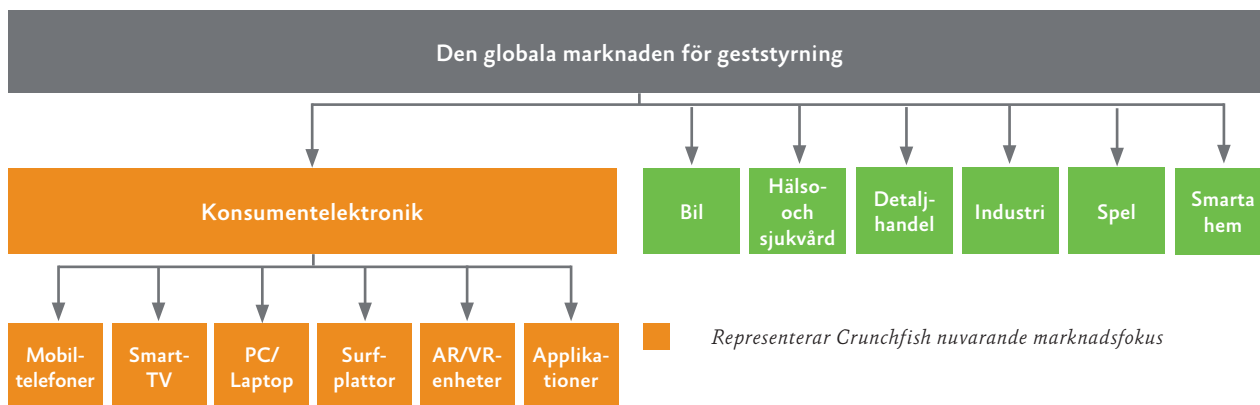 Den globala marknaden för geststyrning
Konsumentelektronik
Bil
Hälso-
och
sjukvård
Detalj-
handel
Industri
Spel
Smarta
hem
Mobil-
telefoner
Smart-
TV
PC/
Laptop
Surf-
plattor
AR/VR-
enheter
Applika-
tioner
Representerar Crunchfish nuvarande marknadsfokus